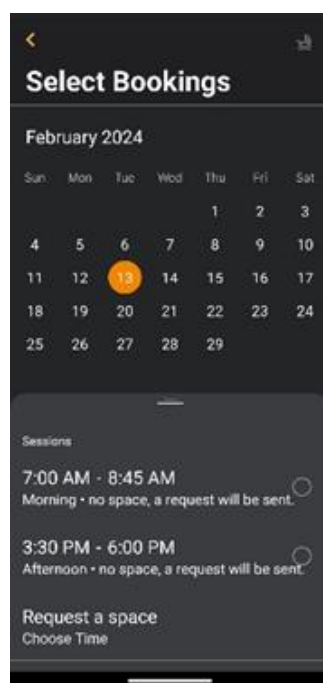 Select Bookings
February 2024
Sun Mon Tue Wed Thu Fri Sat
1 2 3
4 5 6 7 8 9 10
11 12 13 14 15 16 17
18 19 20 21 22 23 24
25 26 27 28 29
Sessions
7:00 AM - 8:45 AM
Morning • no space, a request will be sent.
3:30 PM - 6:00 PM
Afternoon • no space, a request will be sent.
Request a space
Choose Time